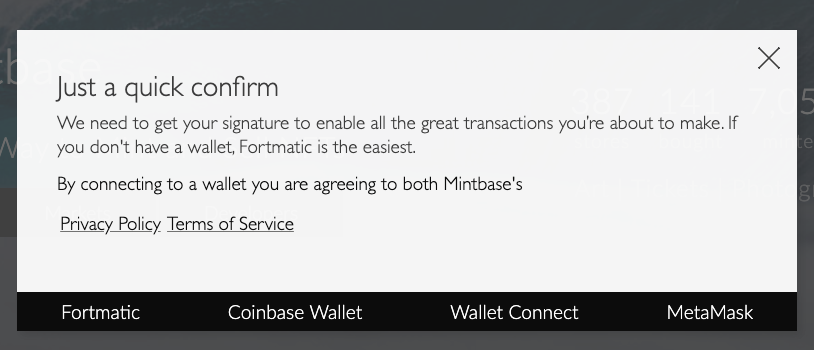 Just a quick confirm
We need to get your signature to enable all the great transactions you're about to make. If
you don't have a wallet, Fortmatic is the easiest.
By connecting to a wallet you are agreeing to both Mintbase's
Privacy Policy Terms of Service
Fortmatic Coinbase Wallet Wallet Connect MetaMask